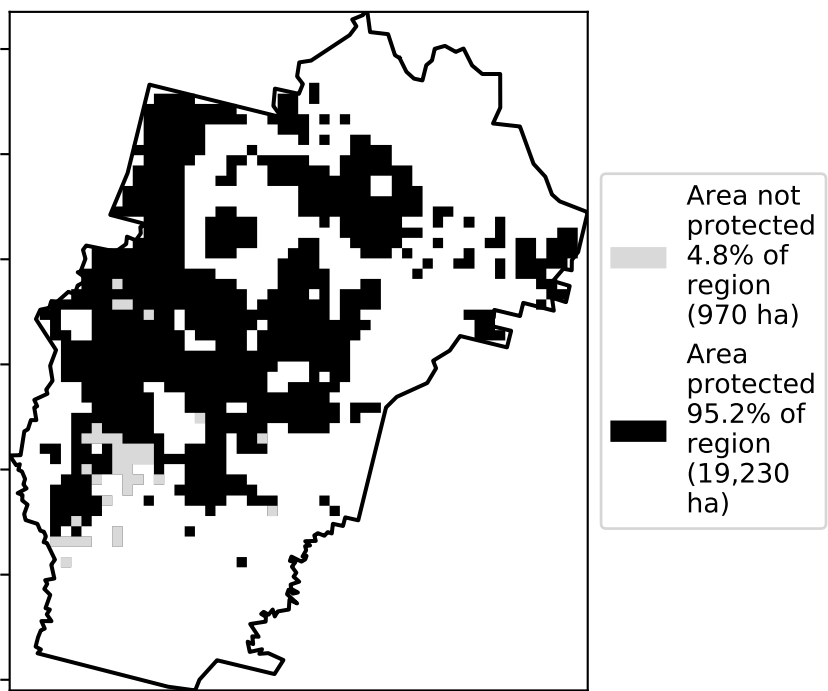 Area not
protected
4.8% of
region
(970 ha)
Area
protected
95.2% of
region
(19,230
ha)